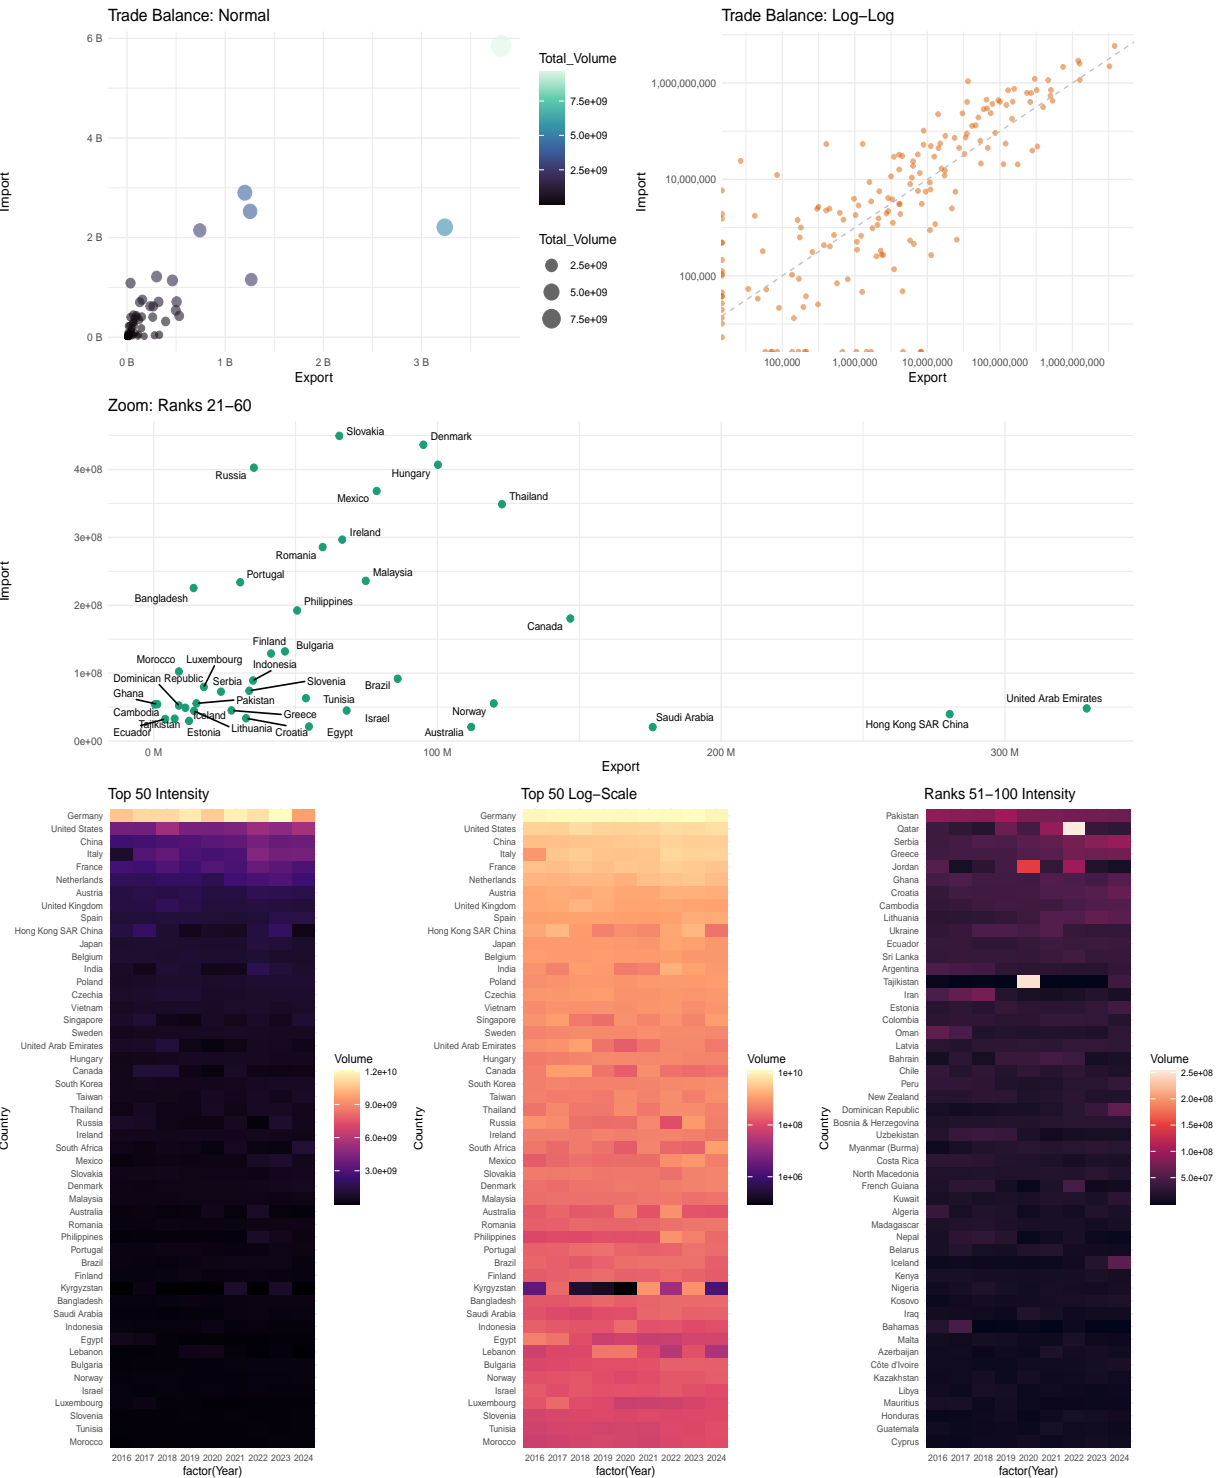 Trade Balance: Normal
6 B
4 B
2 B
0 B
0 B
1 B
2 B
3 B
Import
Export
Total_Volume
7.5e+09
5.0e+09
2.5e+09
Total_Volume
2.5e+09
5.0e+09
7.5e+09
Trade Balance: Log−Log
1,000,000,000
10,000,000
100,000
100,000
1,000,000
10,000,000
100,000,000
1,000,000,000
Import
Export
Zoom: Ranks 21−60
4e+08
3e+08
2e+08
1e+08
0e+00
0 M
100 M
200 M
300 M
Import
Export
Slovakia
Denmark
Russia
Hungary
Mexico
Thailand
Ireland
Romania
Portugal
Malaysia
Bangladesh
Philippines
Canada
Finland
Bulgaria
Morocco
Luxembourg
Indonesia
Dominican Republic
Serbia
Slovenia
Brazil
Ghana
Pakistan
Tunisia
United Arab Emirates
Cambodia
Iceland
Greece
Israel
Norway
Saudi Arabia
Hong Kong SAR China
Tajikistan
Ecuador
Estonia
Lithuania
Croatia
Egypt
Australia
Top 50 Intensity
Germany
United States
China
Italy
France
Netherlands
Austria
United Kingdom
Spain
Hong Kong SAR China
Japan
Belgium
India
Poland
Czechia
Vietnam
Singapore
Sweden
United Arab Emirates
Hungary
Canada
South Korea
Taiwan
Thailand
Russia
Ireland
South Africa
Mexico
Slovakia
Denmark
Malaysia
Australia
Romania
Philippines
Portugal
Brazil
Finland
Kyrgyzstan
Bangladesh
Saudi Arabia
Indonesia
Egypt
Lebanon
Bulgaria
Norway
Israel
Luxembourg
Slovenia
Tunisia
Morocco
2016 2017 2018 2019 2020 2021 2022 2023 2024
factor(Year)
Country
Volume
1.2e+10
9.0e+09
6.0e+09
3.0e+09
Top 50 Log−Scale
Germany
United States
China
Italy
France
Netherlands
Austria
United Kingdom
Spain
Hong Kong SAR China
Japan
Belgium
India
Poland
Czechia
Vietnam
Singapore
Sweden
United Arab Emirates
Hungary
Canada
South Korea
Taiwan
Thailand
Russia
Ireland
South Africa
Mexico
Slovakia
Denmark
Malaysia
Australia
Romania
Philippines
Portugal
Brazil
Finland
Kyrgyzstan
Bangladesh
Saudi Arabia
Indonesia
Egypt
Lebanon
Bulgaria
Norway
Israel
Luxembourg
Slovenia
Tunisia
Morocco
2016 2017 2018 2019 2020 2021 2022 2023 2024
factor(Year)
Country
Volume
1e+10
1e+08
1e+06
Ranks 51−100 Intensity
Pakistan
Qatar
Serbia
Greece
Jordan
Ghana
Croatia
Cambodia
Lithuania
Ukraine
Ecuador
Sri Lanka
Argentina
Tajikistan
Iran
Estonia
Colombia
Oman
Latvia
Bahrain
Chile
Peru
New Zealand
Dominican Republic
Bosnia & Herzegovina
Uzbekistan
Myanmar (Burma)
Costa Rica
North Macedonia
French Guiana
Kuwait
Algeria
Madagascar
Nepal
Belarus
Iceland
Kenya
Nigeria
Kosovo
Iraq
Bahamas
Malta
Azerbaijan
Côte d'Ivoire
Kazakhstan
Libya
Mauritius
Honduras
Guatemala
Cyprus
2016 2017 2018 2019 2020 2021 2022 2023 2024
factor(Year)
Country
Volume
2.5e+08
2.0e+08
1.5e+08
1.0e+08
5.0e+07